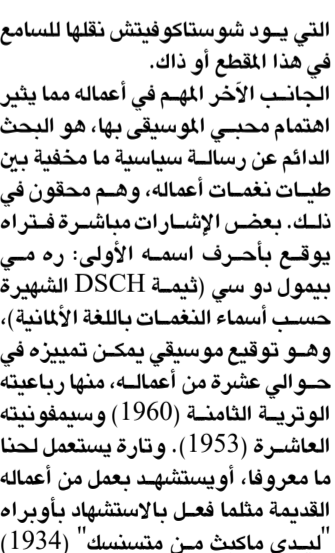 التي يود شوستاكوفيتش نقلها للسامع
في هذا المقطع أو ذاك.
الجانب الآخر المهم في أعماله مما يثير
اهتمام محبي الموسيقى بها، هو البحث
الدائم عن رسالة سياسية ما مخفية بين
طيات نغمات أعماله، وهم محقون في
ذلك. بعض الإشارات مباشرة فتراه
يوقع بأحرف اسمه الأولى: ره مي
بيمول دو سي (ثيمة DSCH الشهيرة
حسب أسماء النغمات باللغة الألمانية)،
وهو توقيع موسيقي يمكن تمييزه في
حوالي عشرة من أعماله، منها رباعيته
الوترية الثامنة (1960) وسيمفونيته
العاشرة (1953). وتارة يستعمل لحنا
ما معروفا، أويستشهد بعمل من أعماله
القديمة مثلما فعل بالاستشهاد بأوبراه
"ليدي ماكبث من متسنسك" (1934)